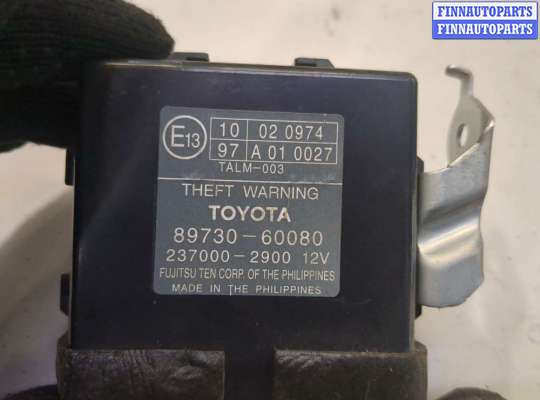 FINNAUTOPARTS
FINNAUTOPARTS
E13
10 02 0974
97 A 01 0027
TALM-003
THEFT WARNING
TOYOTA
89730-60080
237000-2900 12V
FUJITSU TEN CORP. OF THE PHILIPPINES
MADE IN THE PHILIPPINES